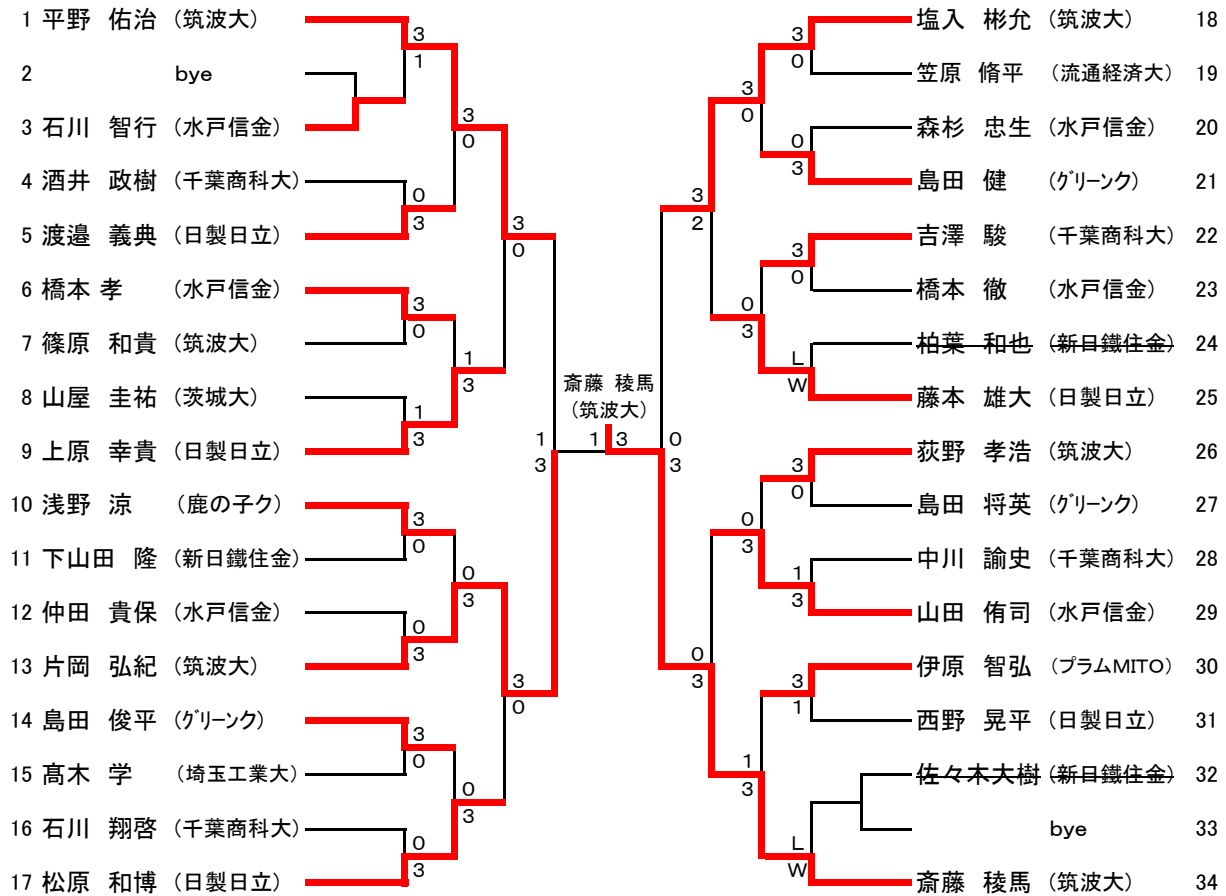 1 平野 佑治 (筑波大)
2 bye
3 石川 智行 (水戸信金)
4 酒井 政樹 (千葉商科大)
5 渡邉 義典 (日製日立)
6 橋本 孝 (水戸信金)
7 篠原 和貴 (筑波大)
8 山屋 圭祐 (茨城大)
9 上原 幸貴 (日製日立)
10 浅野 涼 (鹿の子ク)
11 下山田 隆 (新日鐵住金)
12 仲田 貴保 (水戸信金)
13 片岡 弘紀 (筑波大)
14 島田 俊平 (グリーンク)
15 髙木 学 (埼玉工業大)
16 石川 翔啓 (千葉商科大)
17 松原 和博 (日製日立)
3
1
0
3
3
0
1
3
3
0
0
3
3
0
0
3
3
0
1
3
0
3
0
3
3
0
3
0
1
3
斎藤 稜馬
(筑波大)
1 3
0
3
3
2
0
3
3
0
0
3
0
3
1
3
3
0
0
3
3
0
L
W
3
0
1
3
3
1
L
W
塩入 彬允 (筑波大) 18
笠原 脩平 (流通経済大) 19
森杉 忠生 (水戸信金) 20
島田 健 (グリーンク) 21
吉澤 駿 (千葉商科大) 22
橋本 徹 (水戸信金) 23
柏葉 和也 (新日鐵住金) 24
藤本 雄大 (日製日立) 25
荻野 孝浩 (筑波大) 26
島田 将英 (グリーンク) 27
中川 諭史 (千葉商科大) 28
山田 侑司 (水戸信金) 29
伊原 智弘 (プラムMITO) 30
西野 晃平 (日製日立) 31
佐々木大樹 (新日鐵住金) 32
bye 33
斎藤 稜馬 (筑波大) 34